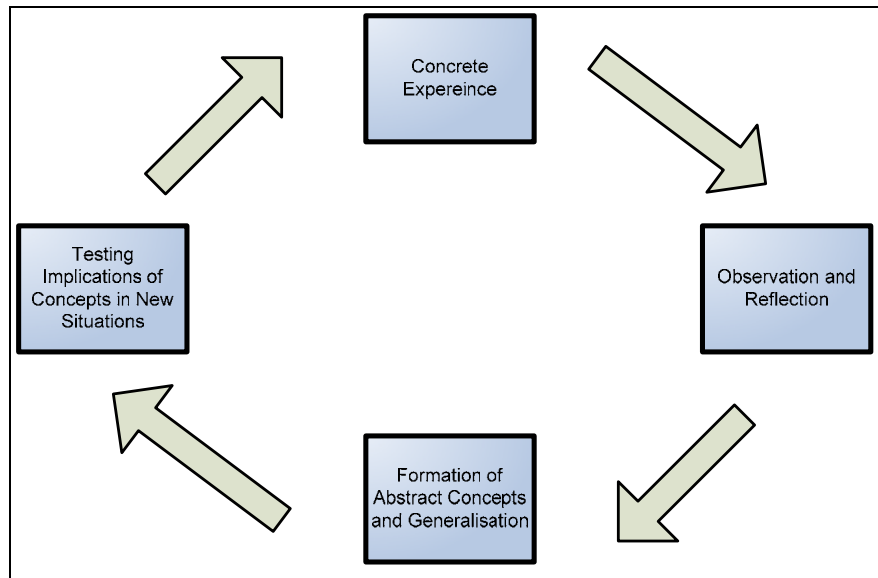 Concrete
Expereince
Testing
Implications of
Concepts in New
Situations
Observation and
Reflection
Formation of
Abstract Concepts
and Generalisation